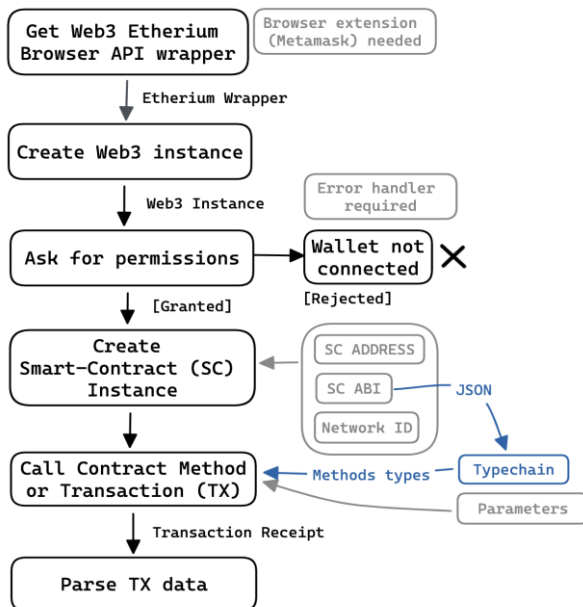 Get Web3 Etherium
Browser API wrapper
Browser extension
(Metamask) needed
Etherium Wrapper
Create Web3 instance
Web3 Instance
Error handler
required
Ask for permissions
Wallet not
connected
[Granted]
[Rejected]
Create
Smart-Contract (SC)
Instance
SC ADDRESS
SC ABI
JSON
Network ID
Call Contract Method
or Transaction (TX)
Methods types
Typechain
Parameters
Transaction Receipt
Parse TX data